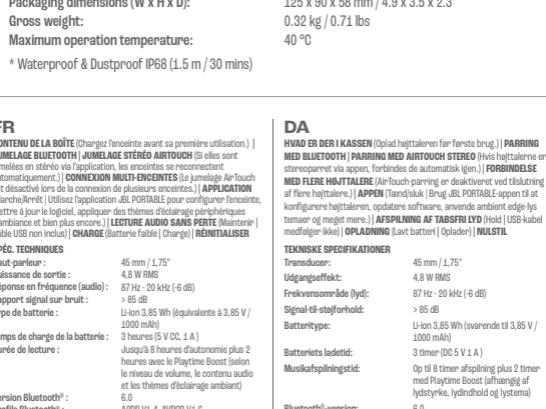 Packaging dimensions (W x H x D): 125 x 90 x 58 mm / 4.9 x 3.5 x 2.3
Gross weight: 0.32 kg / 0.71 lbs
Maximum operation temperature: 40 °C
* Waterproof & Dustproof IP68 (1.5 m / 30 mins)
FR
CONTENU DE LA BOÎTE (Chargez l'enceinte avant sa première utilisation.) |
JUMELAGE BLUETOOTH | JUMELAGE STÉRÉO AIRTOUCH (Si elles sont
jumelées en stéréo via l'application, les enceintes se reconnectent
automatiquement.) | CONNEXION MULTI-ENCEINTES (Le jumelage AirTouch
est désactivé lors de la connexion de plusieurs enceintes.) | APPLICATION
(Marche/Arrêt | Utilisez l'application JBL PORTABLE pour configurer l'enceinte,
mettre à jour le logiciel, appliquer des thèmes d'éclairage périphériques
d'ambiance et bien plus encore.) | LECTURE AUDIO SANS PERTE (Maintenir |
Câble USB non inclus) | CHARGE (Batterie faible | Charge) | RÉINITIALISER
SPÉC. TECHNIQUES
Haut-parleur : 45 mm / 1,75"
Puissance de sortie : 4,8 W RMS
Réponse en fréquence (audio) : 87 Hz - 20 kHz (-6 dB)
Rapport signal sur bruit : > 85 dB
Type de batterie : Li-ion 3,85 Wh (équivalente à 3,85 V /
1000 mAh)
Temps de charge de la batterie : 3 heures (5 V CC, 1 A )
Durée de lecture : Jusqu'à 8 heures d'autonomie plus 2
heures avec le Playtime Boost (selon
le niveau de volume, le contenu audio
et les thèmes d'éclairage ambiant)
Version Bluetooth® : 6.0
DA
HVAD ER DER I KASSEN (Oplad højttaleren før første brug.) | PARRING
MED BLUETOOTH | PARRING MED AIRTOUCH STEREO (Hvis højttalerne er
stereoparret via appen, forbindes de automatisk igen.) | FORBINDELSE
MED FLERE HØJTTALERE (AirTouch-parring er deaktiveret ved tilslutning
af flere højttalere.) | APPEN (Tænd/sluk | Brug JBL PORTABLE-appen til at
konfigurere højttaleren, opdatere software, anvende ambient edge-lys
temaer og meget mere.) | AFSPILNING AF TABSFRI LYD (Hold | USB-kabel
medfølger ikke) | OPLADNING (Lavt batteri | Oplader) | NULSTIL
TEKNISKE SPECIFIKATIONER
Transducer: 45 mm / 1,75"
Udgangseffekt: 4,8 W RMS
Frekvensområde (lyd): 87 Hz - 20 kHz (-6 dB)
Signal-til-støjforhold: > 85 dB
Batteritype: Li-ion 3,85 Wh (svarende til 3,85 V /
1000 mAh)
Batteriets ladetid: 3 timer (DC 5 V 1 A )
Musikafspilningstid: Op til 8 timer afspilning plus 2 timer
med Playtime Boost (afhængig af
lydstyrke, lydindhold og lystema)
Bluetooth®-version: 6.0